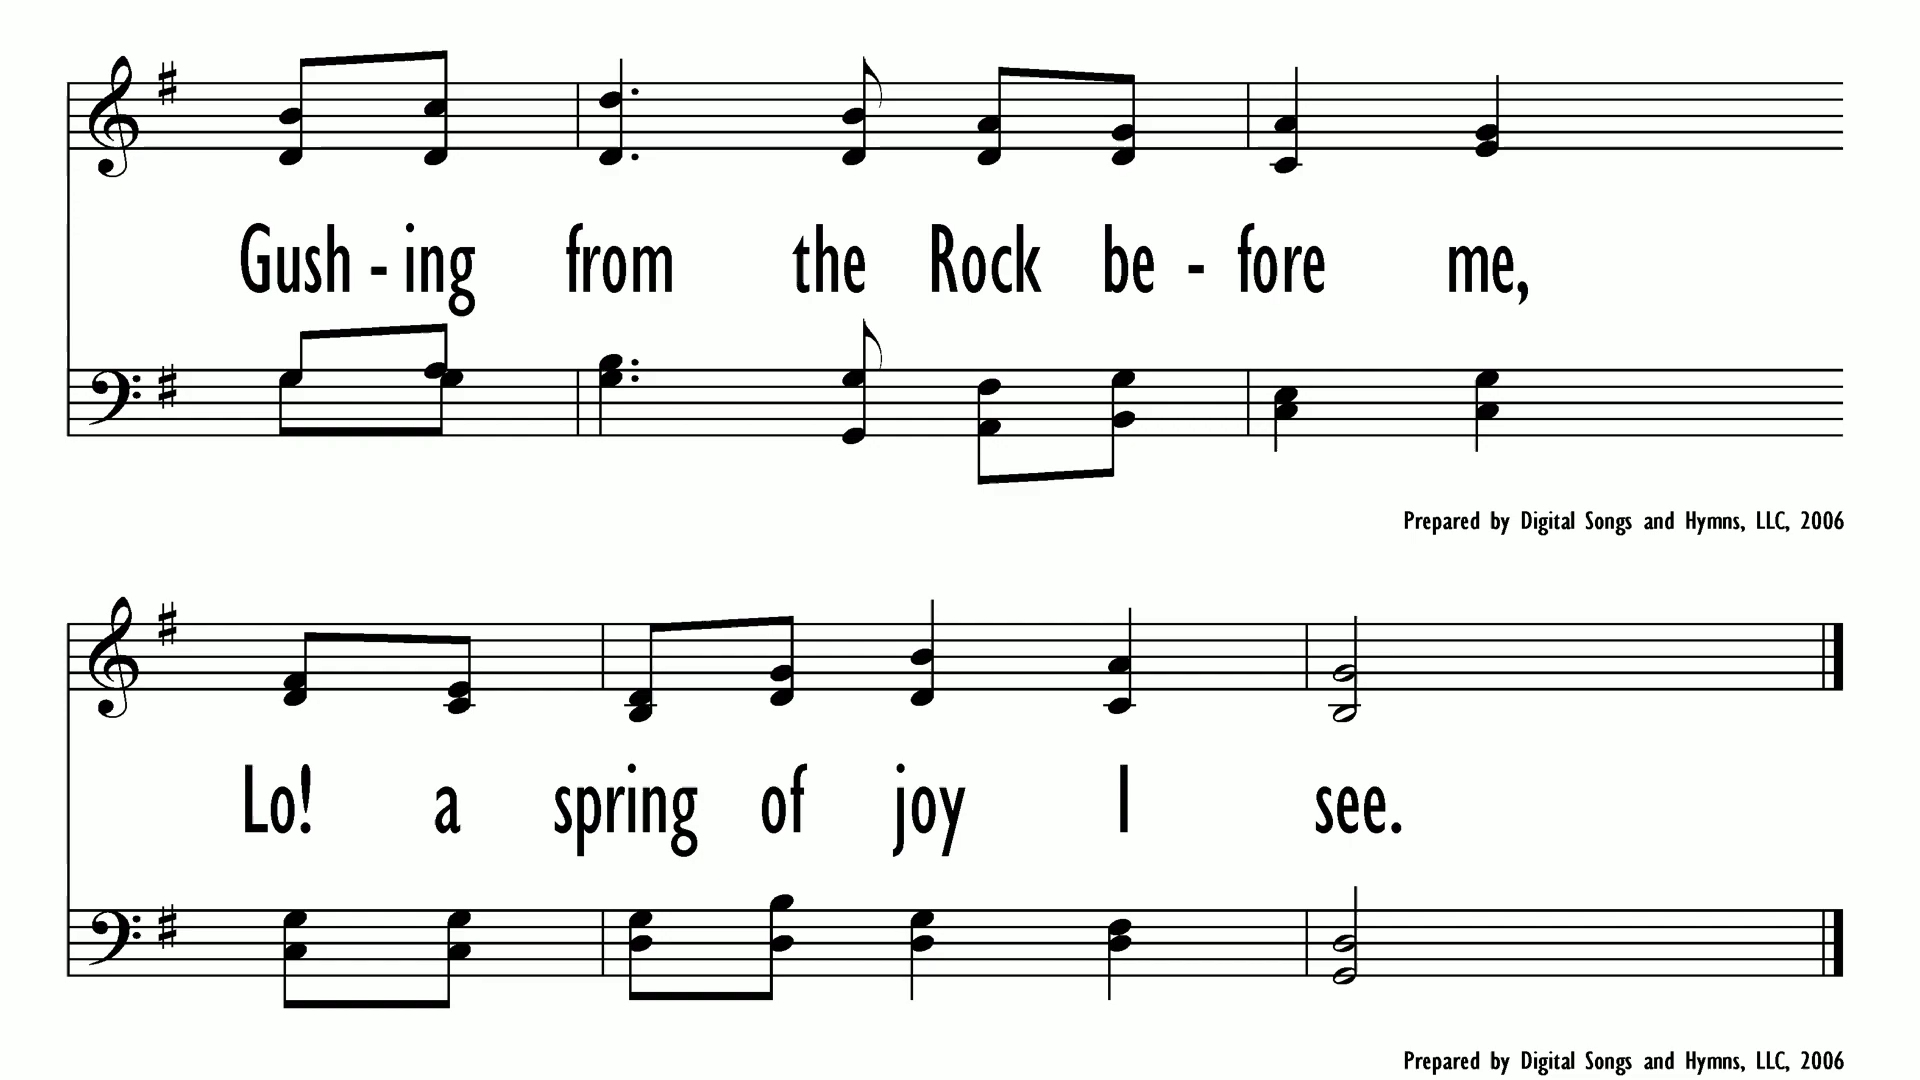 Gush - ing from the Rock be - fore me,
Prepared by Digital Songs and Hymns, LLC, 2006
Lo! a spring of joy I see.
Prepared by Digital Songs and Hymns, LLC, 2006